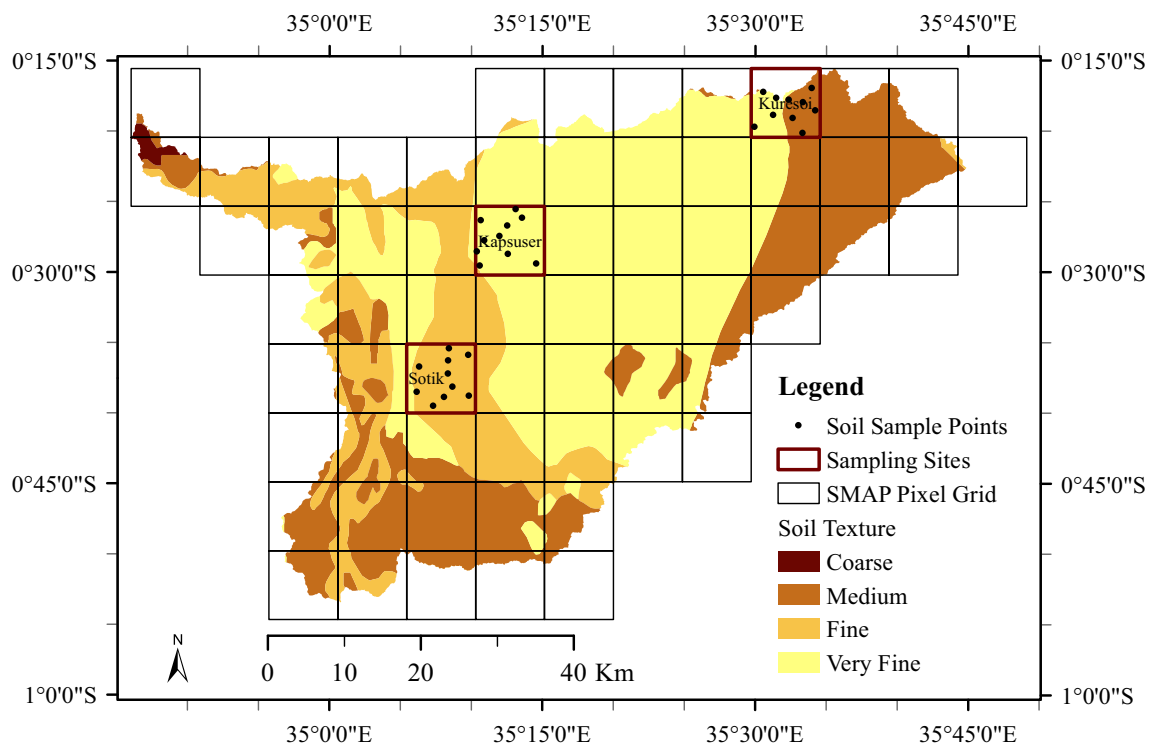 35°0'0"E 35°15'0"E 35°30'0"E 35°45'0"E
0°15'0"S 0°15'0"S
Kuresoi
Kapsuser
0°30'0"S 0°30'0"S
Sotik
Legend
Soil Sample Points
Sampling Sites
0°45'0"S 0°45'0"S
SMAP Pixel Grid
Soil Texture
Coarse
Medium
Fine
Very Fine
N
0 10 20 40 Km
1°0'0"S 1°0'0"S
35°0'0"E 35°15'0"E 35°30'0"E 35°45'0"E